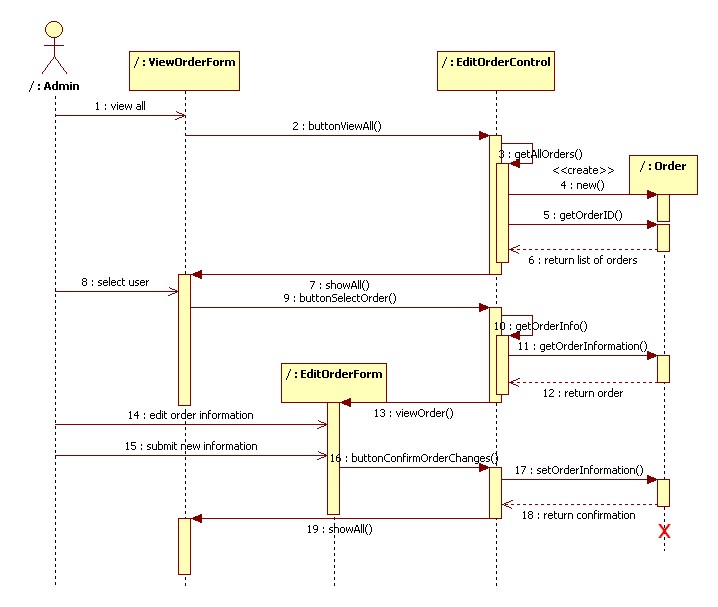 / : ViewOrderForm
/ : EditOrderControl
/ : Admin
1 : view all
2 : buttonViewAll()
3 : getAllOrders()
/ : Order
<<create>>
4 : new()
5 : getOrderID()
6 : return list of orders
7 : showAll()
8 : select user
9 : buttonSelectOrder()
10 : getOrderInfo()
11 : getOrderInformation()
/ : EditOrderForm
12 : return order
13 : viewOrder()
14 : edit order information
15 : submit new information
16 : buttonConfirmOrderChanges()
17 : setOrderInformation()
18 : return confirmation
19 : showAll()
X